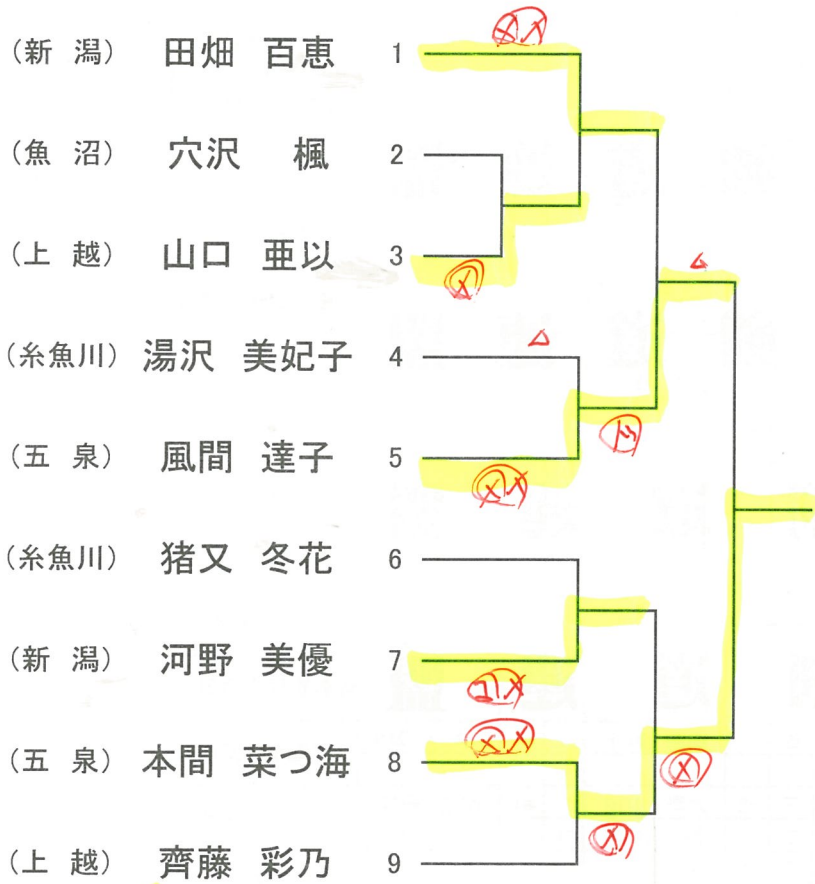 (新 潟) 田畑 百恵 1
(魚 沼) 穴沢 楓 2
(上 越) 山口 亜以 3
(糸魚川) 湯沢 美妃子 4
(五 泉) 風間 達子 5
(糸魚川) 猪又 冬花 6
(新 潟) 河野 美優 7
(五 泉) 本間 菜つ海 8
(上 越) 齊藤 彩乃 9